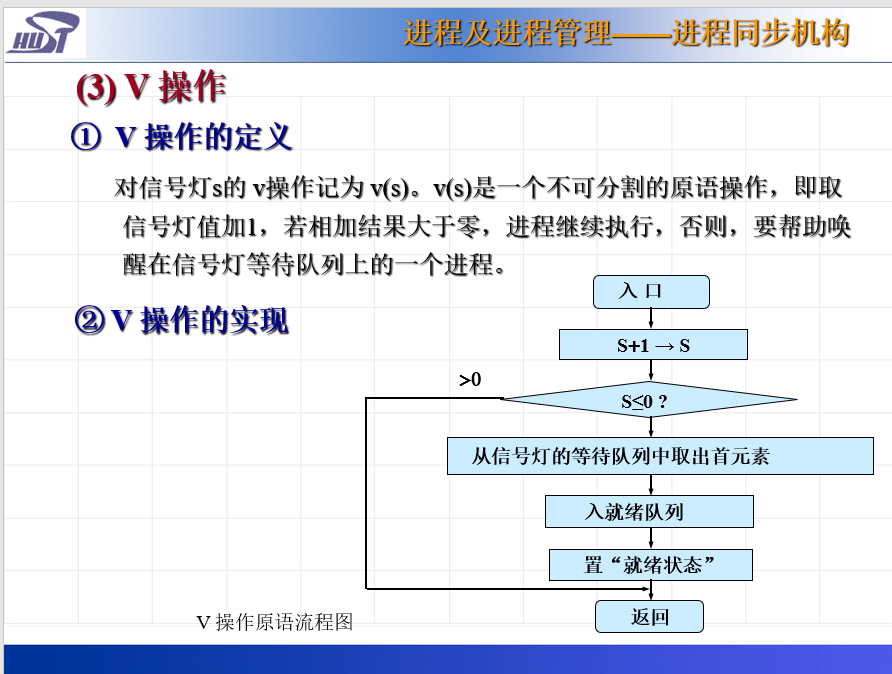 HUST
进程及进程管理——进程同步机构
(3) V 操作
① V 操作的定义
对信号灯s的 v操作记为 v(s)。v(s)是一个不可分割的原语操作，即取
信号灯值加1，若相加结果大于零，进程继续执行，否则，要帮助唤
醒在信号灯等待队列上的一个进程。
② V 操作的实现
入 口
S+1 → S
>0
S≤0 ?
从信号灯的等待队列中取出首元素
入就绪队列
置“就绪状态”
返回
V 操作原语流程图